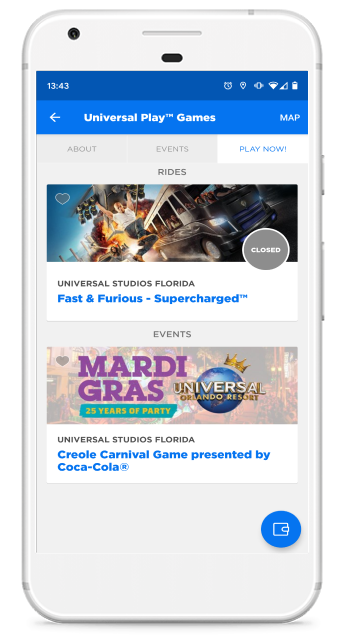 13:43
Universal Play™ Games
MAP
ABOUT
EVENTS
PLAY NOW!
RIDES
CLOSED
UNIVERSAL STUDIOS FLORIDA
Fast & Furious - Supercharged™
EVENTS
MARDI
GRAS
25 YEARS OF PARTY
UNIVERSAL
ORLANDO RESORT
UNIVERSAL STUDIOS FLORIDA
Creole Carnival Game presented by
Coca-Cola®